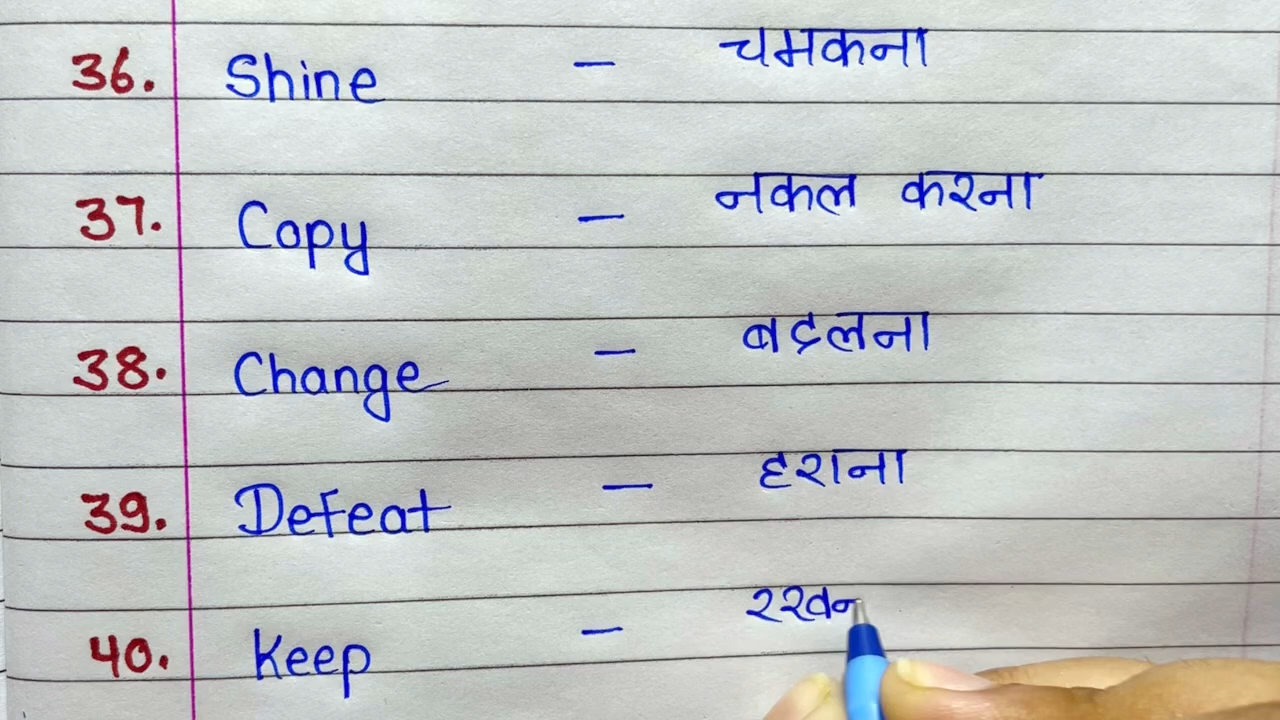 36. Shine – चमकना
37. Copy – नकल करना
38. Change – बदलना
39. Defeat – हराना
40. Keep – रखन